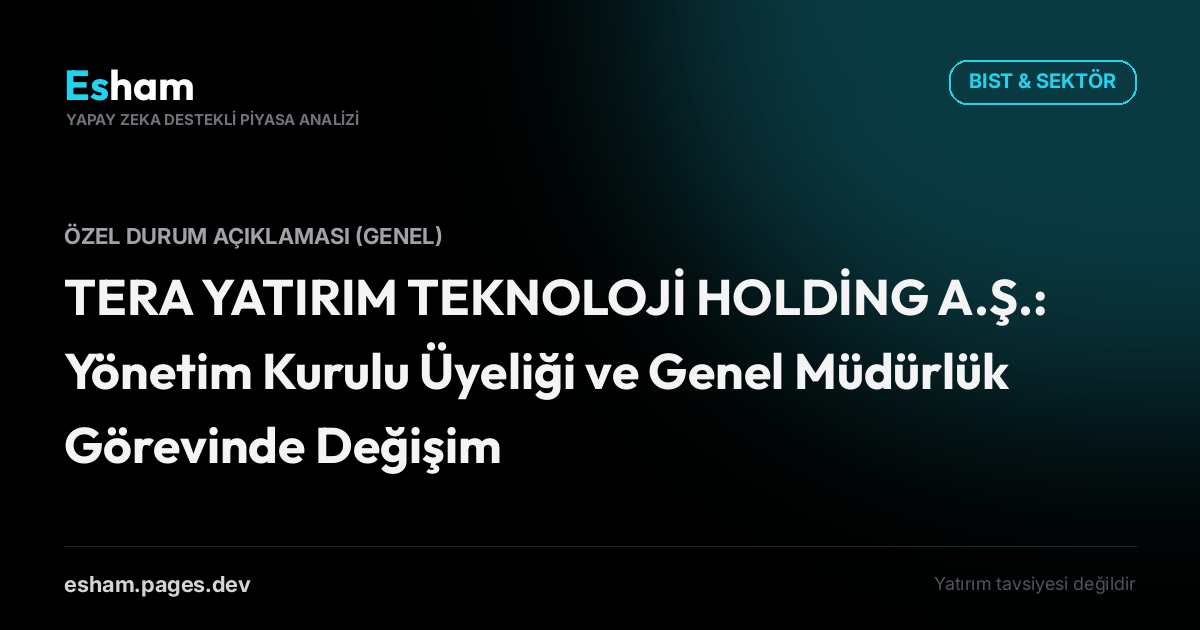 Esham
YAPAY ZEKA DESTEKLİ PİYASA ANALİZİ
BIST & SEKTÖR
ÖZEL DURUM AÇIKLAMASI (GENEL)
TERA YATIRIM TEKNOLOJİ HOLDİNG A.Ş.:
Yönetim Kurulu Üyeliği ve Genel Müdürlük
Görevinde Değişim
esham.pages.dev
Yatırım tavsiyesi değildir